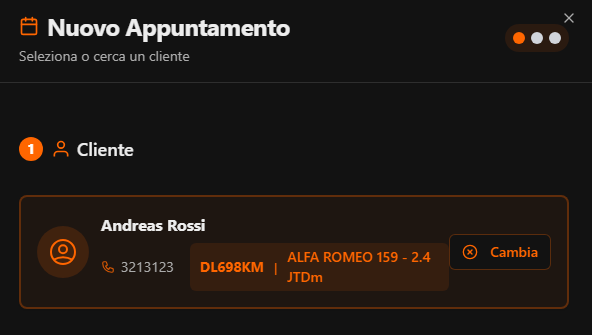 Nuovo Appuntamento
Seleziona o cerca un cliente
1 Cliente
Andreas Rossi
3213123
DL698KM | ALFA ROMEO 159 - 2.4
JTDm
Cambia